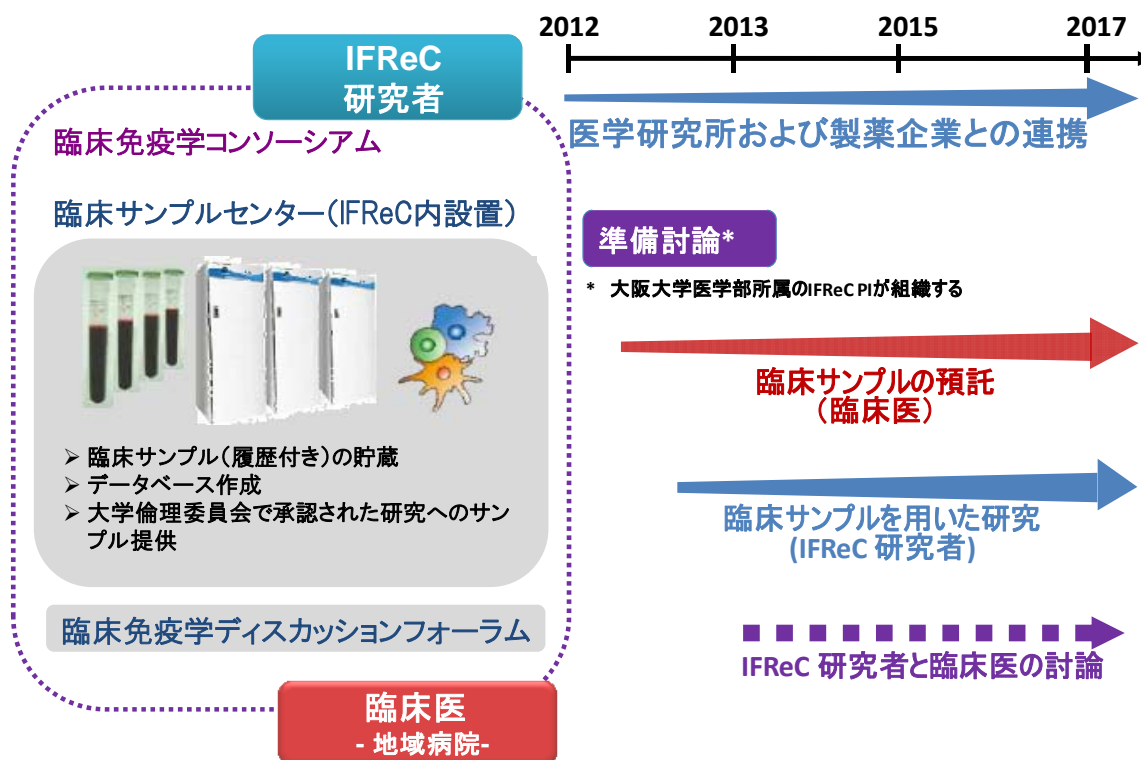 2012
2013
2015
2017
IFReC
研究者
医学研究所および製薬企業との連携
臨床免疫学コンソーシアム
臨床サンプルセンター(IFReC内設置)
準備討論*
* 大阪大学医学部所属のIFReC PIが組織する
臨床サンプルの預託
(臨床医)
➢ 臨床サンプル(履歴付き)の貯蔵
➢ データベース作成
➢ 大学倫理委員会で承認された研究へのサン
プル提供
臨床サンプルを用いた研究
(IFReC 研究者)
臨床免疫学ディスカッションフォーラム
IFReC 研究者と臨床医の討論
臨床医
- 地域病院-